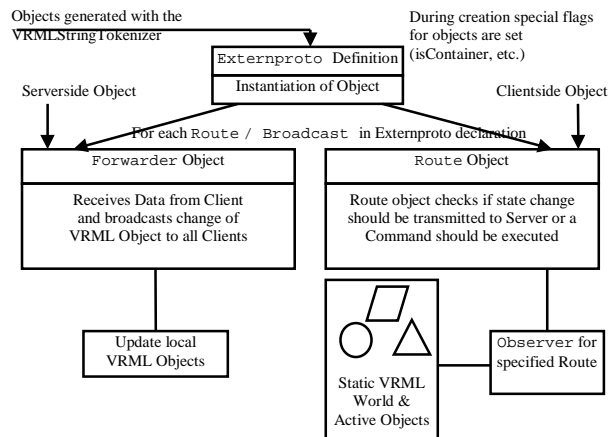 Objects generated with the
VRMLStringTokenizer
During creation special flags
for objects are set
(isContainer, etc.)
Externproto Definition
Instantiation of Object
Serverside Object
Clientside Object
For each Route / Broadcast in Externproto declaration
Forwarder Object
Receives Data from Client
and broadcasts change of
VRML Object to all Clients
Route Object
Route object checks if state change
should be transmitted to Server or a
Command should be executed
Update local
VRML Objects
Static VRML
World &
Active Objects
Observer for
specified Route